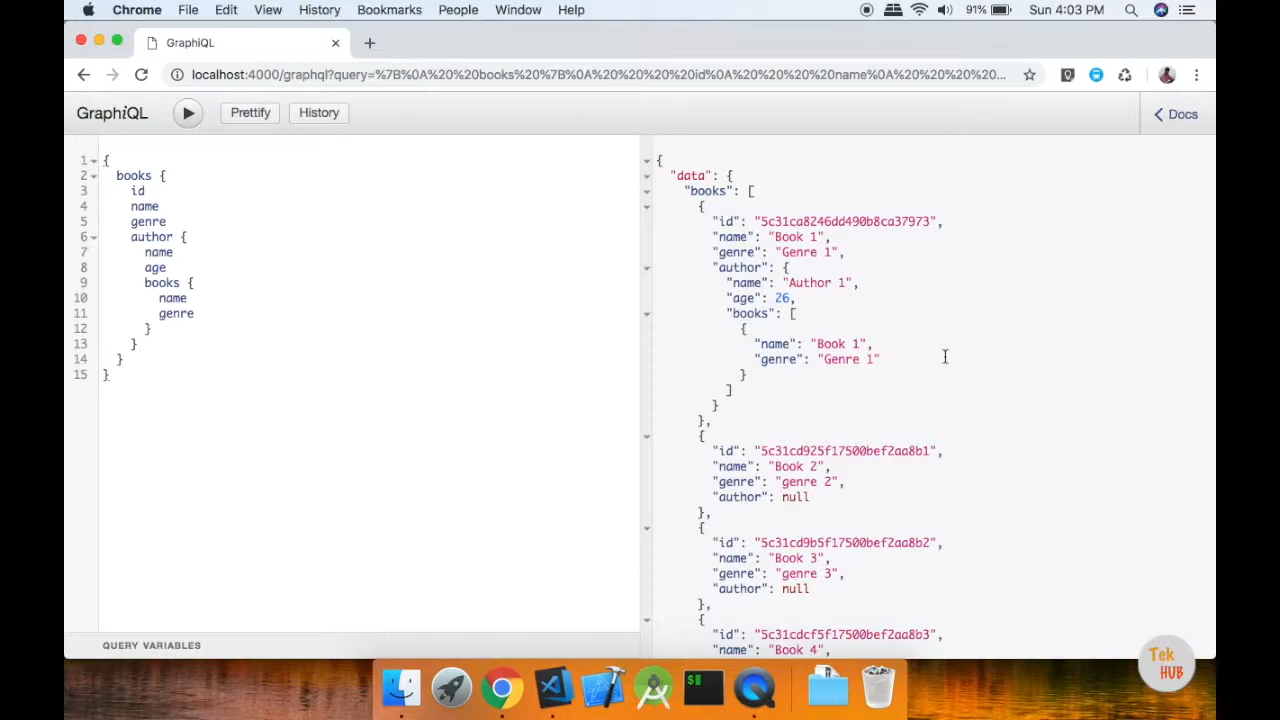 Chrome File Edit View History Bookmarks People Window Help 91% Sun 4:03 PM
GraphiQL
localhost:4000/graphql?query=%7B%0A%20%20books%20%7B%0A%20%20%20%20id%0A%20%20%20%20name%0A%20%20%20%20...
GraphiQL Prettify History Docs
1 {
2 books {
3 id
4 name
5 genre
6 author {
7 name
8 age
9 books {
10 name
11 genre
12 }
13 }
14 }
15 }
{
"data": {
"books": [
{
"id": "5c31ca8246dd490b8ca37973",
"name": "Book 1",
"genre": "Genre 1",
"author": {
"name": "Author 1",
"age": 26,
"books": [
{
"name": "Book 1",
"genre": "Genre 1"
}
]
}
},
{
"id": "5c31cd925f17500bef2aa8b1",
"name": "Book 2",
"genre": "genre 2",
"author": null
},
{
"id": "5c31cd9b5f17500bef2aa8b2",
"name": "Book 3",
"genre": "genre 3",
"author": null
},
{
"id": "5c31cdcf5f17500bef2aa8b3",
"name": "Book 4",
QUERY VARIABLES
Tek
HUB
$